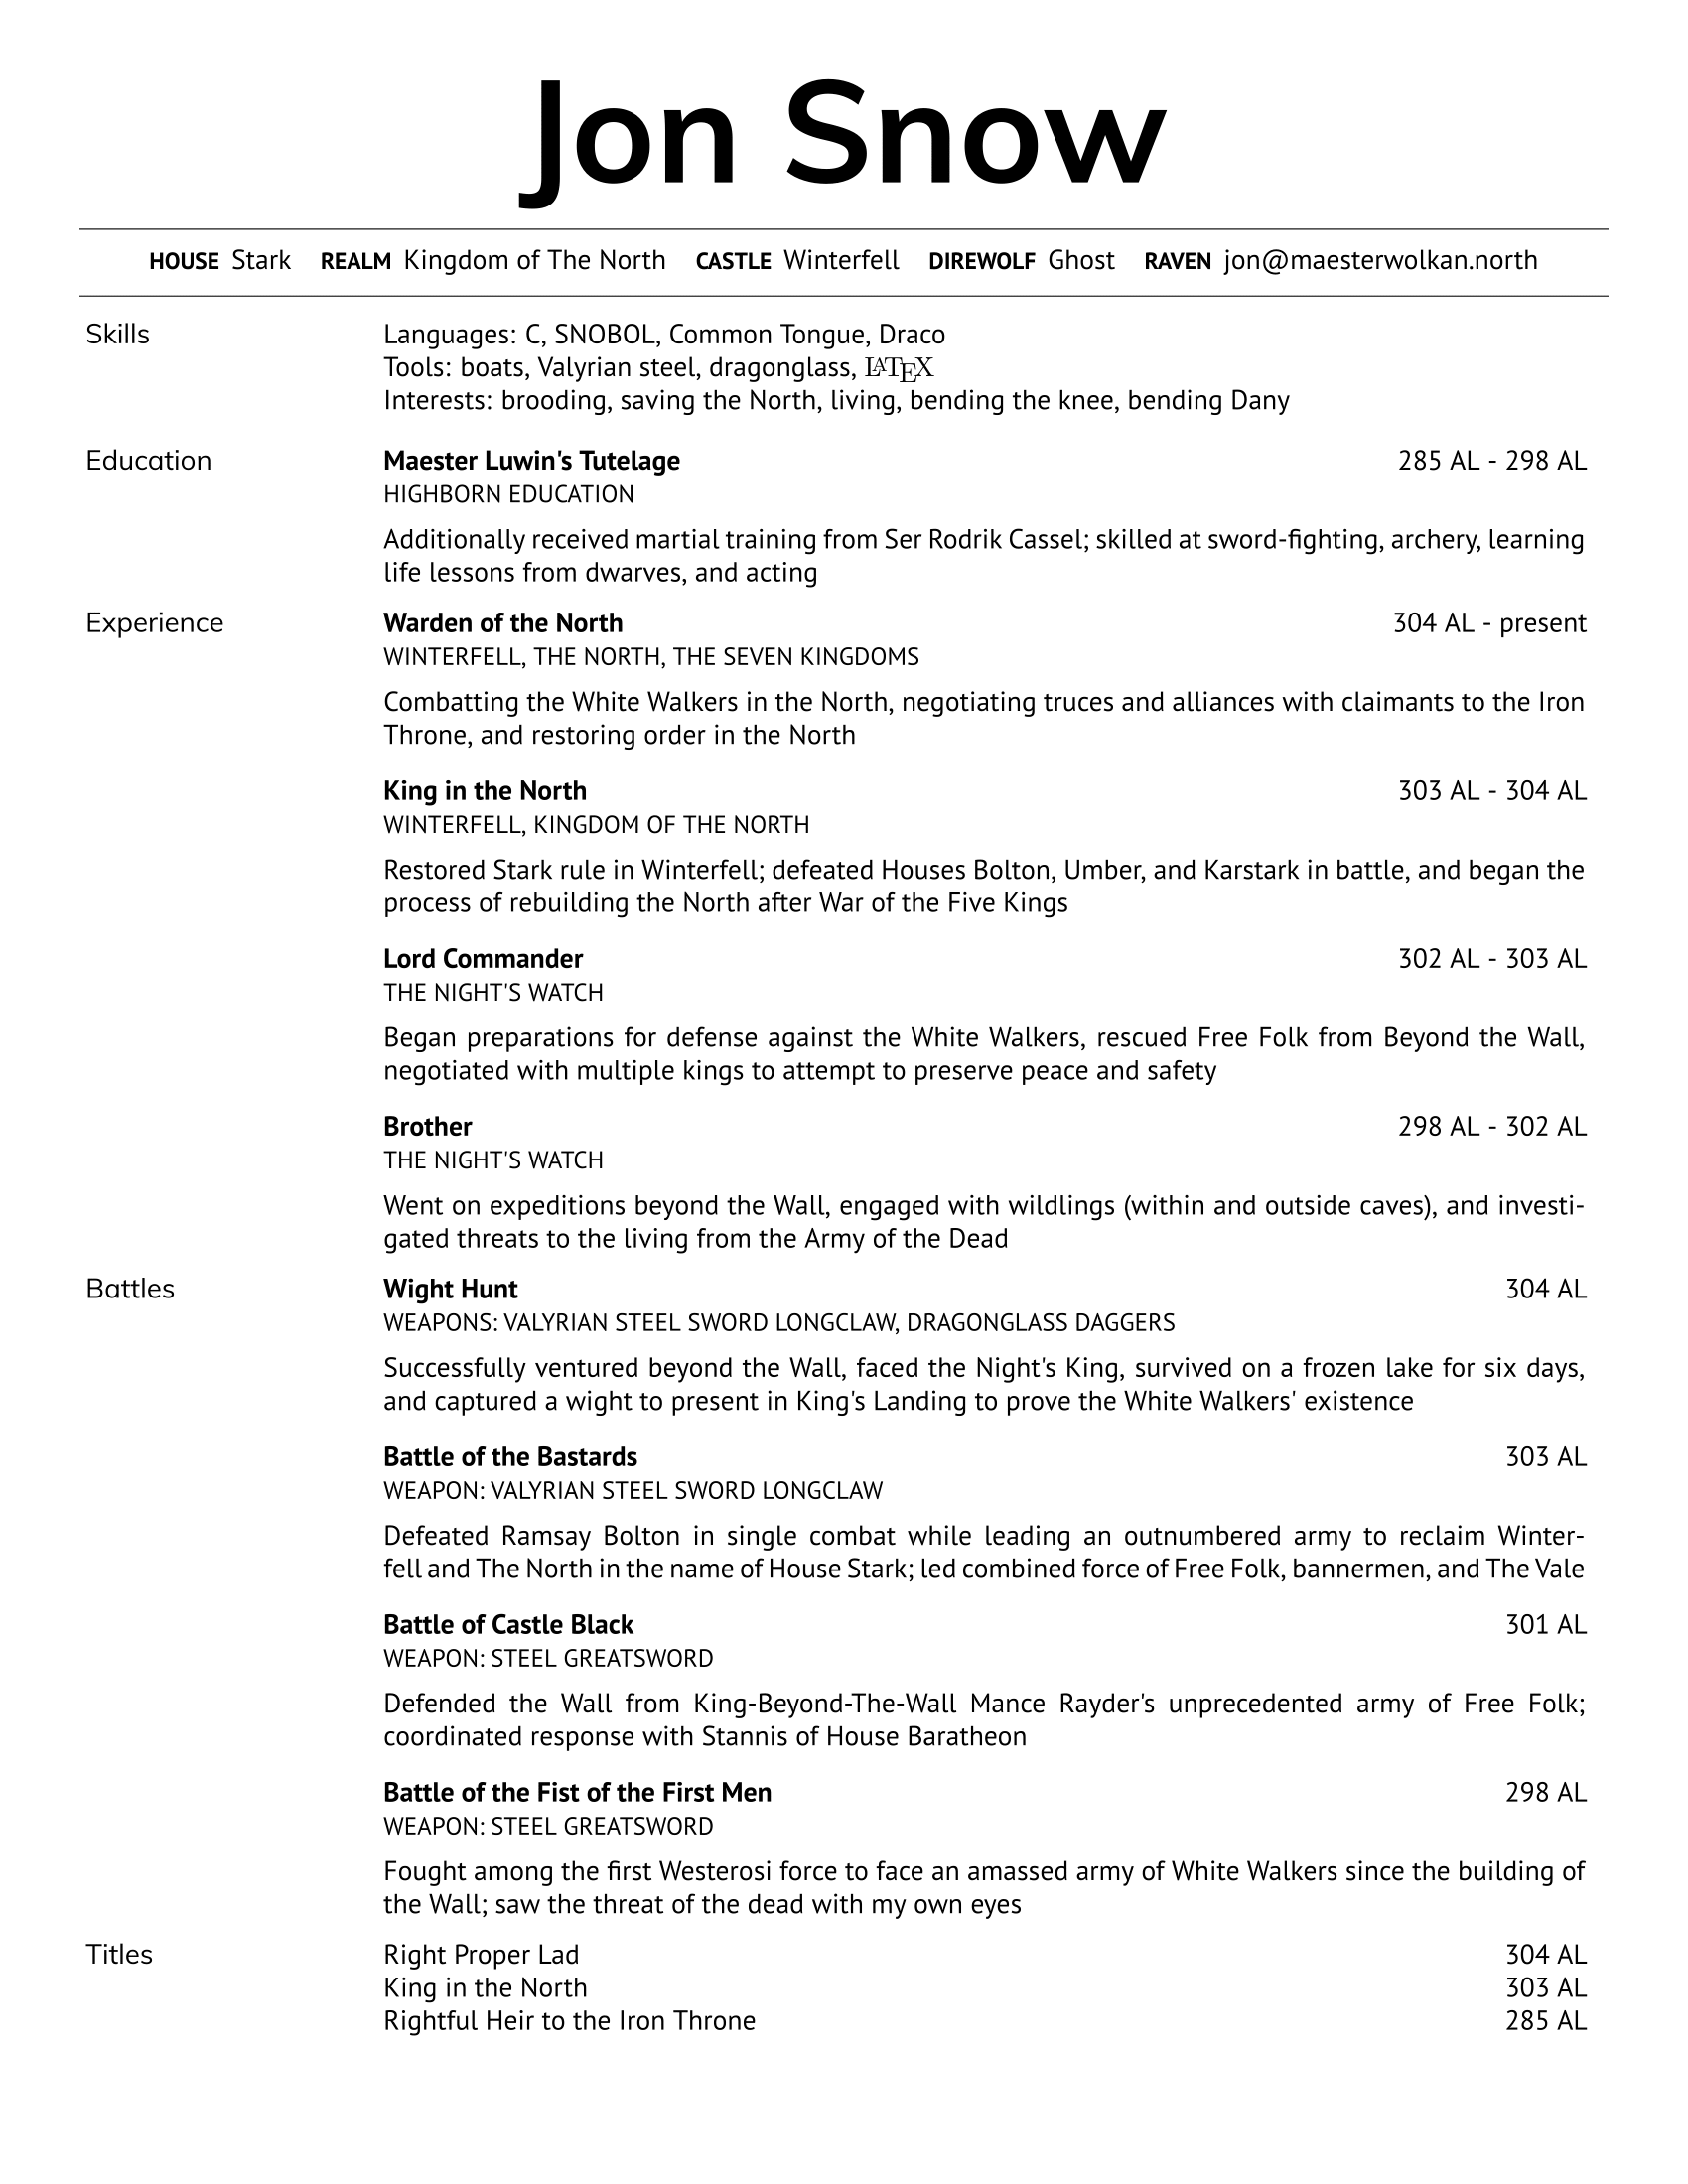 Jon Snow
HOUSE Stark REALM Kingdom of The North CASTLE Winterfell DIREWOLF Ghost RAVEN jon@maesterwolkan.north
Skills Languages: C, SNOBOL, Common Tongue, Draco
Tools: boats, Valyrian steel, dragonglass, LATEX
Interests: brooding, saving the North, living, bending the knee, bending Dany
Education Maester Luwin's Tutelage 285 AL - 298 AL
HIGHBORN EDUCATION
Additionally received martial training from Ser Rodrik Cassel; skilled at sword-fighting, archery, learning
life lessons from dwarves, and acting
Experience Warden of the North 304 AL - present
WINTERFELL, THE NORTH, THE SEVEN KINGDOMS
Combatting the White Walkers in the North, negotiating truces and alliances with claimants to the Iron
Throne, and restoring order in the North
King in the North 303 AL - 304 AL
WINTERFELL, KINGDOM OF THE NORTH
Restored Stark rule in Winterfell; defeated Houses Bolton, Umber, and Karstark in battle, and began the
process of rebuilding the North after War of the Five Kings
Lord Commander 302 AL - 303 AL
THE NIGHT'S WATCH
Began preparations for defense against the White Walkers, rescued Free Folk from Beyond the Wall,
negotiated with multiple kings to attempt to preserve peace and safety
Brother 298 AL - 302 AL
THE NIGHT'S WATCH
Went on expeditions beyond the Wall, engaged with wildlings (within and outside caves), and investi-
gated threats to the living from the Army of the Dead
Battles Wight Hunt 304 AL
WEAPONS: VALYRIAN STEEL SWORD LONGCLAW, DRAGONGLASS DAGGERS
Successfully ventured beyond the Wall, faced the Night's King, survived on a frozen lake for six days,
and captured a wight to present in King's Landing to prove the White Walkers' existence
Battle of the Bastards 303 AL
WEAPON: VALYRIAN STEEL SWORD LONGCLAW
Defeated Ramsay Bolton in single combat while leading an outnumbered army to reclaim Winter-
fell and The North in the name of House Stark; led combined force of Free Folk, bannermen, and The Vale
Battle of Castle Black 301 AL
WEAPON: STEEL GREATSWORD
Defended the Wall from King-Beyond-The-Wall Mance Rayder's unprecedented army of Free Folk;
coordinated response with Stannis of House Baratheon
Battle of the Fist of the First Men 298 AL
WEAPON: STEEL GREATSWORD
Fought among the first Westerosi force to face an amassed army of White Walkers since the building of
the Wall; saw the threat of the dead with my own eyes
Titles Right Proper Lad 304 AL
King in the North 303 AL
Rightful Heir to the Iron Throne 285 AL